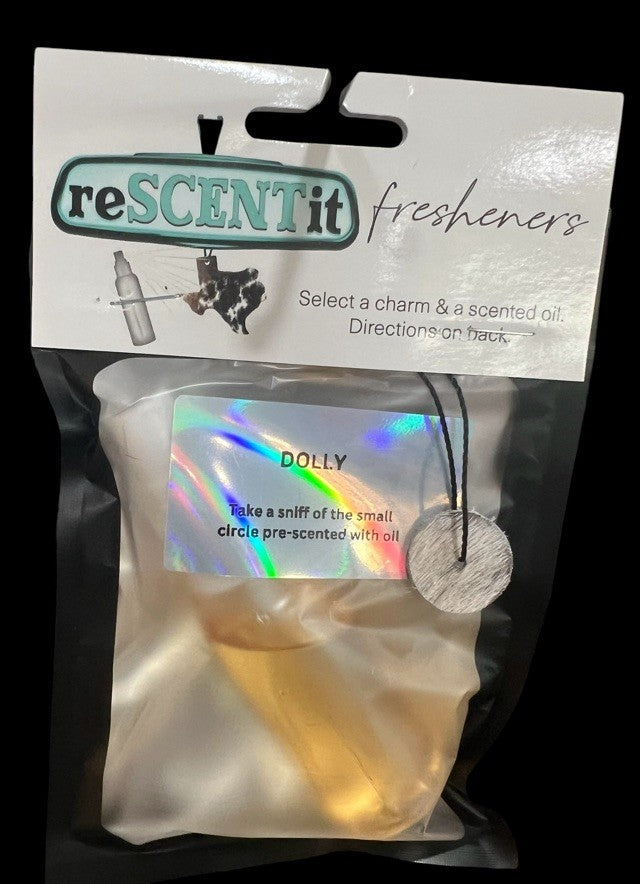 reSCENTit fresheners
Select a charm & a scented oil.
Directions on back.
DOLLY
Take a sniff of the small
circle pre-scented with oil